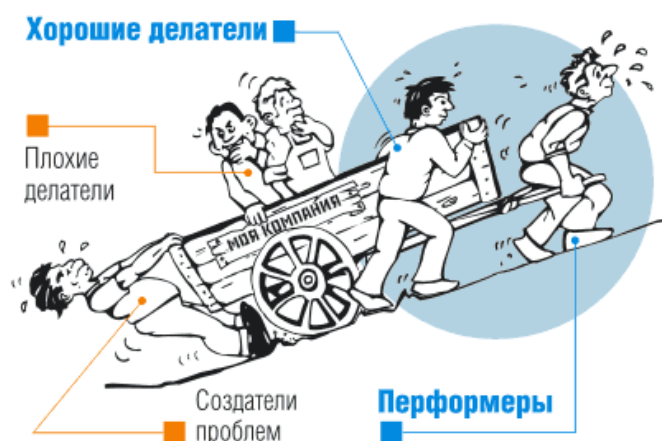 Хорошие делатели
Плохие
делатели
МОЯ КОМПАНИЯ
Создатели
проблем
Перформеры